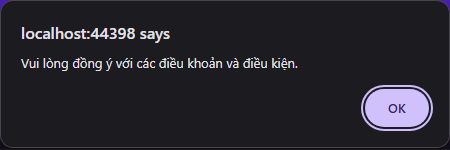 localhost:44398 says
Vui lòng đồng ý với các điều khoản và điều kiện.
OK